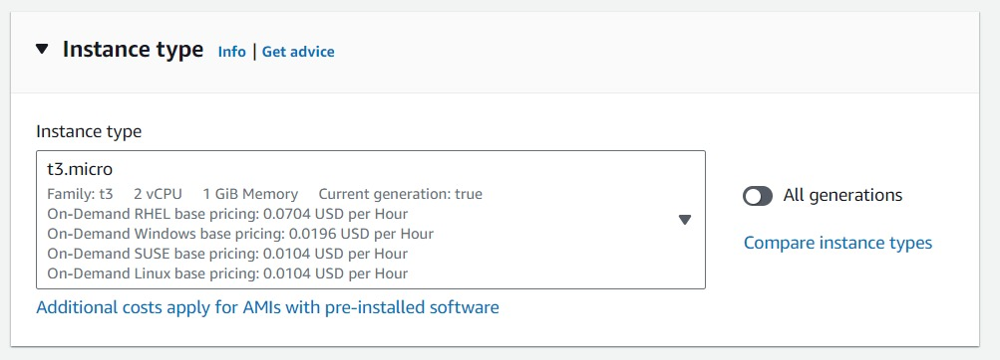 Instance type Info | Get advice
Instance type
t3.micro
Family: t3 2 vCPU 1 GiB Memory Current generation: true
On-Demand RHEL base pricing: 0.0704 USD per Hour
On-Demand Windows base pricing: 0.0196 USD per Hour
On-Demand SUSE base pricing: 0.0104 USD per Hour
On-Demand Linux base pricing: 0.0104 USD per Hour
All generations
Compare instance types
Additional costs apply for AMIs with pre-installed software